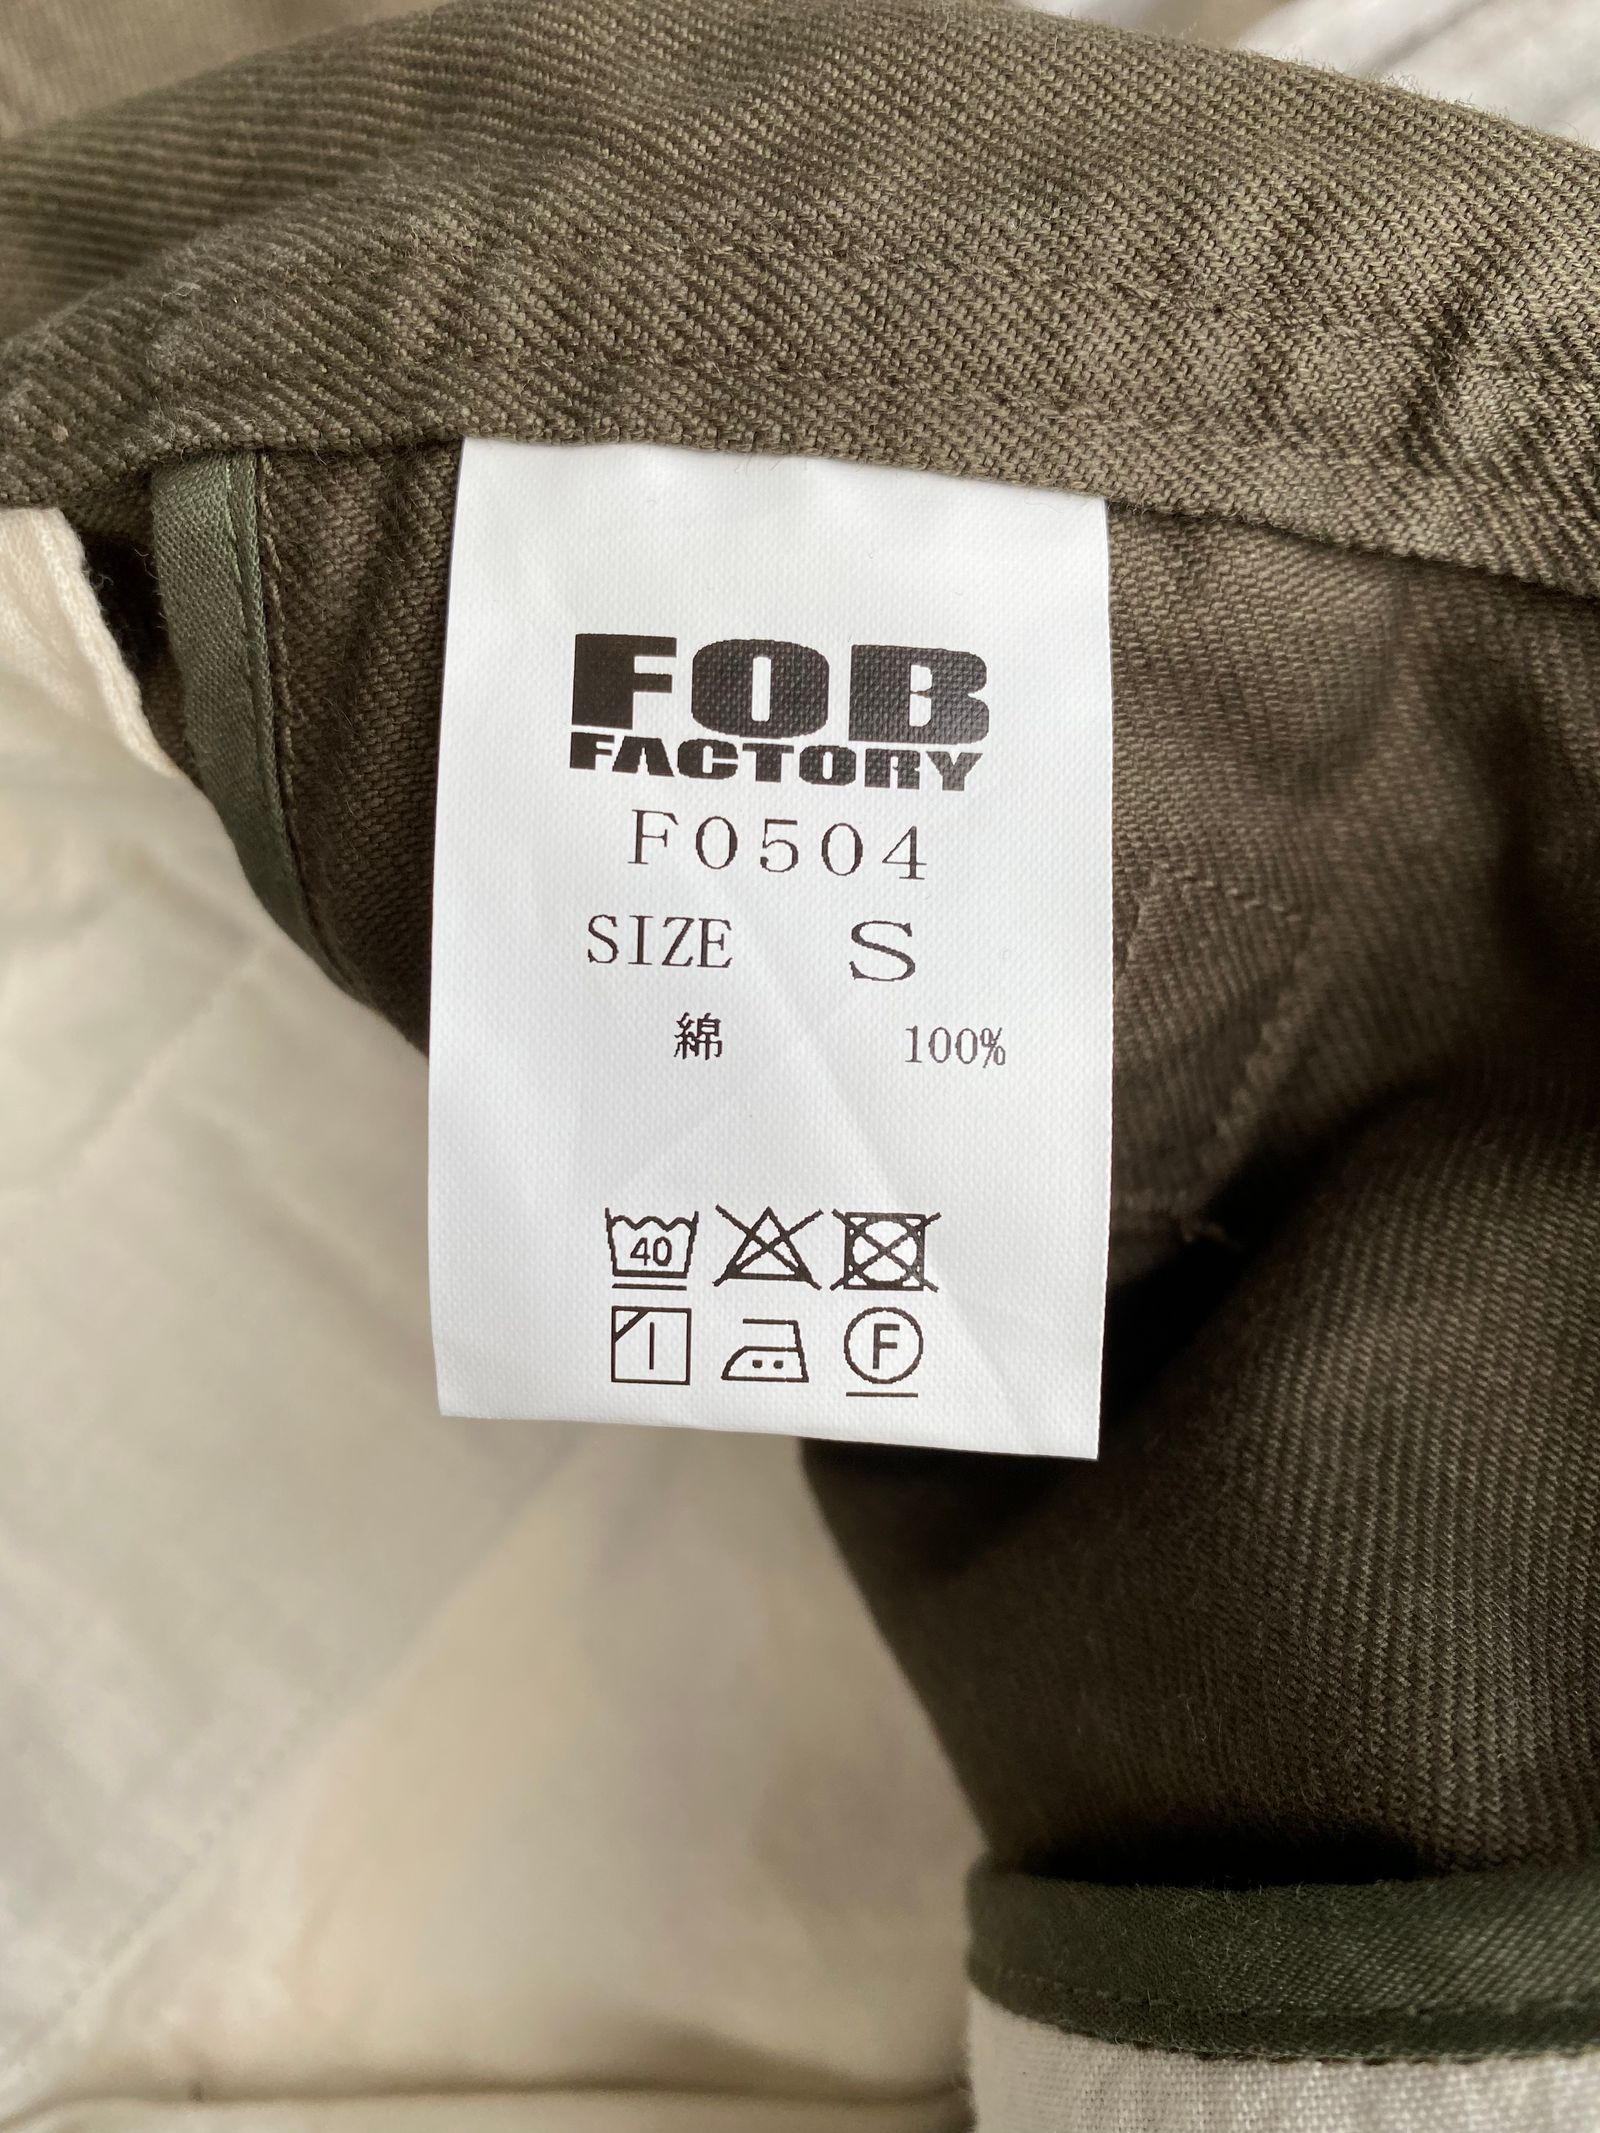 FOB
FACTORY
F0504
SIZE S
綿 100%
40
F